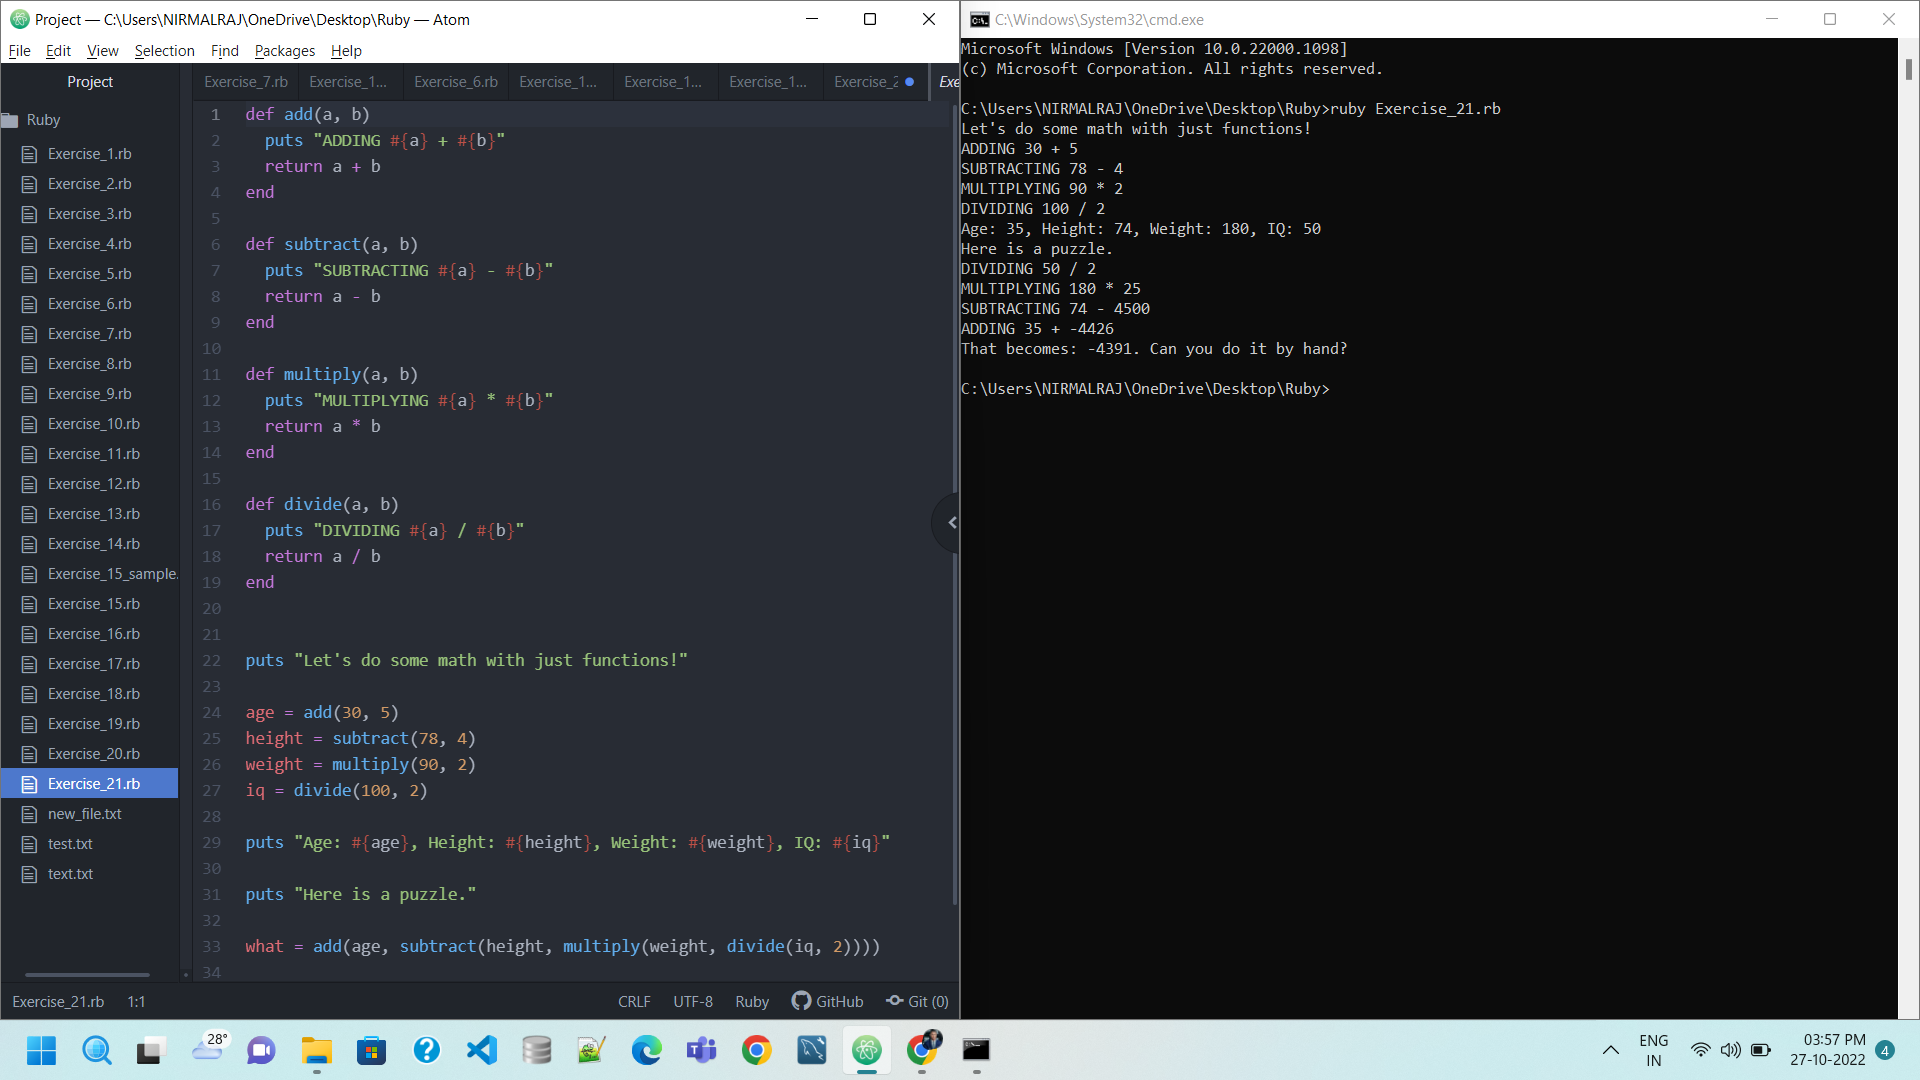 Project — C:\Users\NIRMALRAJ\OneDrive\Desktop\Ruby — Atom
File Edit View Selection Find Packages Help
Project
Ruby
Exercise_1.rb
Exercise_2.rb
Exercise_3.rb
Exercise_4.rb
Exercise_5.rb
Exercise_6.rb
Exercise_7.rb
Exercise_8.rb
Exercise_9.rb
Exercise_10.rb
Exercise_11.rb
Exercise_12.rb
Exercise_13.rb
Exercise_14.rb
Exercise_15_sample.
Exercise_15.rb
Exercise_16.rb
Exercise_17.rb
Exercise_18.rb
Exercise_19.rb
Exercise_20.rb
Exercise_21.rb
new_file.txt
test.txt
text.txt
Exercise_7.rb Exercise_1... Exercise_6.rb Exercise_1... Exercise_1... Exercise_1... Exercise_2 Exe
1 def add(a, b)
2   puts "ADDING #{a} + #{b}"
3   return a + b
4 end
5
6 def subtract(a, b)
7   puts "SUBTRACTING #{a} - #{b}"
8   return a - b
9 end
10
11 def multiply(a, b)
12   puts "MULTIPLYING #{a} * #{b}"
13   return a * b
14 end
15
16 def divide(a, b)
17   puts "DIVIDING #{a} / #{b}"
18   return a / b
19 end
20
21
22 puts "Let's do some math with just functions!"
23
24 age = add(30, 5)
25 height = subtract(78, 4)
26 weight = multiply(90, 2)
27 iq = divide(100, 2)
28
29 puts "Age: #{age}, Height: #{height}, Weight: #{weight}, IQ: #{iq}"
30
31 puts "Here is a puzzle."
32
33 what = add(age, subtract(height, multiply(weight, divide(iq, 2))))
34
Exercise_21.rb 1:1 CRLF UTF-8 Ruby GitHub Git (0)
C:\Windows\System32\cmd.exe
Microsoft Windows [Version 10.0.22000.1098]
(c) Microsoft Corporation. All rights reserved.
C:\Users\NIRMALRAJ\OneDrive\Desktop\Ruby>ruby Exercise_21.rb
Let's do some math with just functions!
ADDING 30 + 5
SUBTRACTING 78 - 4
MULTIPLYING 90 * 2
DIVIDING 100 / 2
Age: 35, Height: 74, Weight: 180, IQ: 50
Here is a puzzle.
DIVIDING 50 / 2
MULTIPLYING 180 * 25
SUBTRACTING 74 - 4500
ADDING 35 + -4426
That becomes: -4391. Can you do it by hand?
C:\Users\NIRMALRAJ\OneDrive\Desktop\Ruby>
28°
ENG
IN
03:57 PM
27-10-2022
4